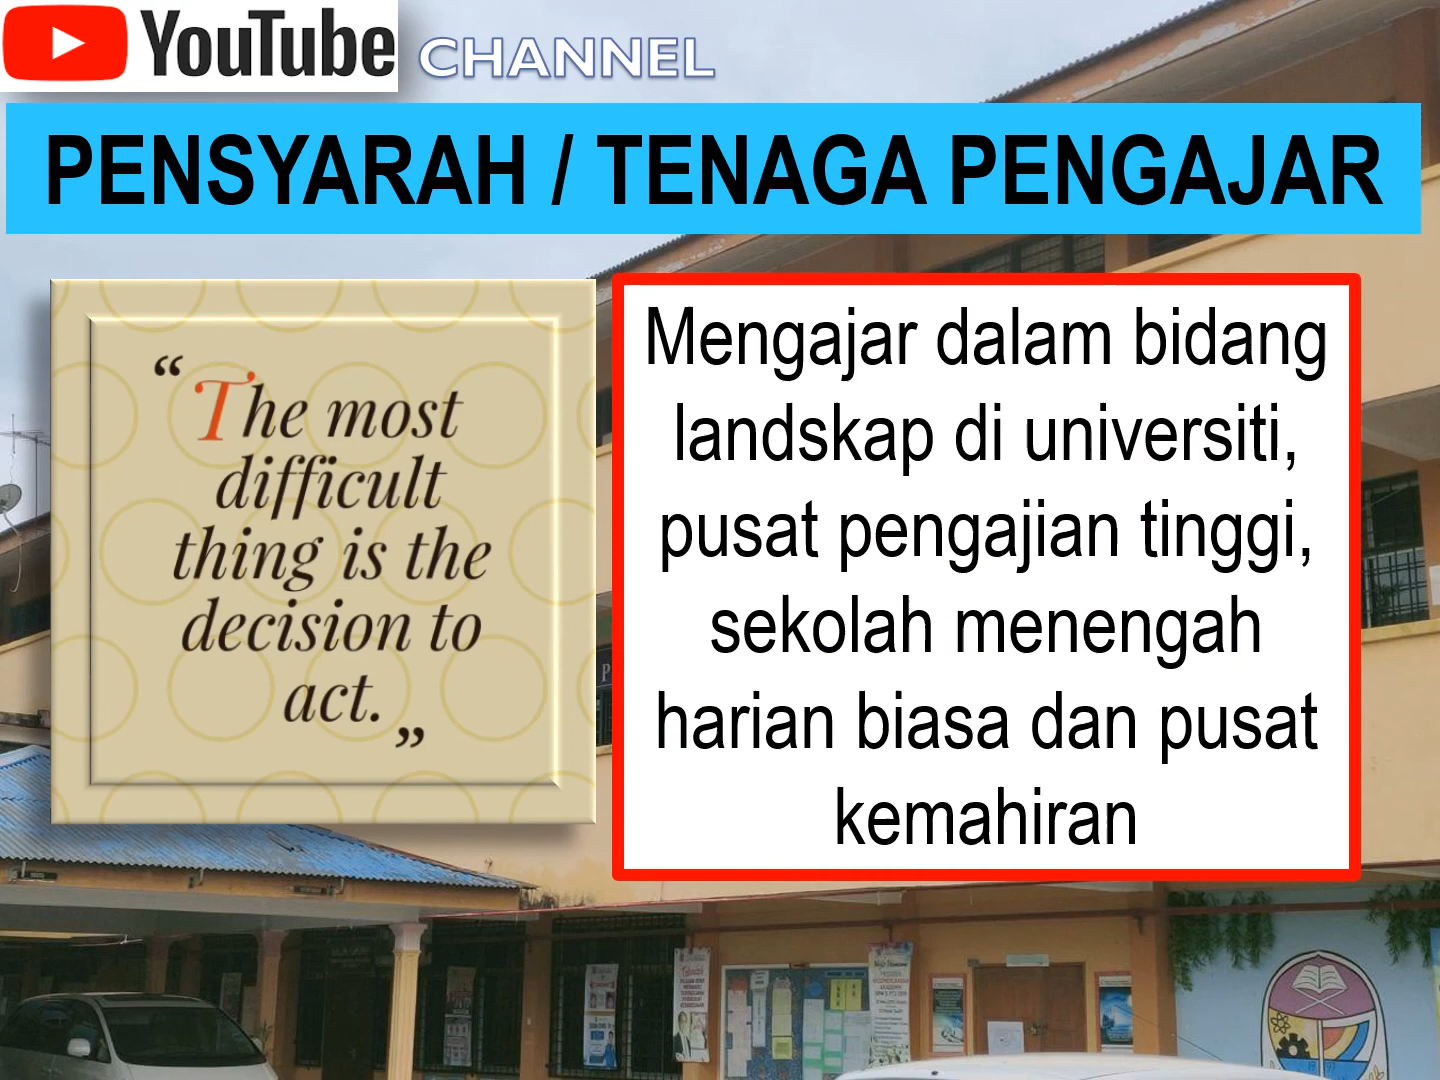 YouTube CHANNEL
PENSYARAH / TENAGA PENGAJAR
“The most
difficult
thing is the
decision to
act.”
Mengajar dalam bidang
landskap di universiti,
pusat pengajian tinggi,
sekolah menengah
harian biasa dan pusat
kemahiran